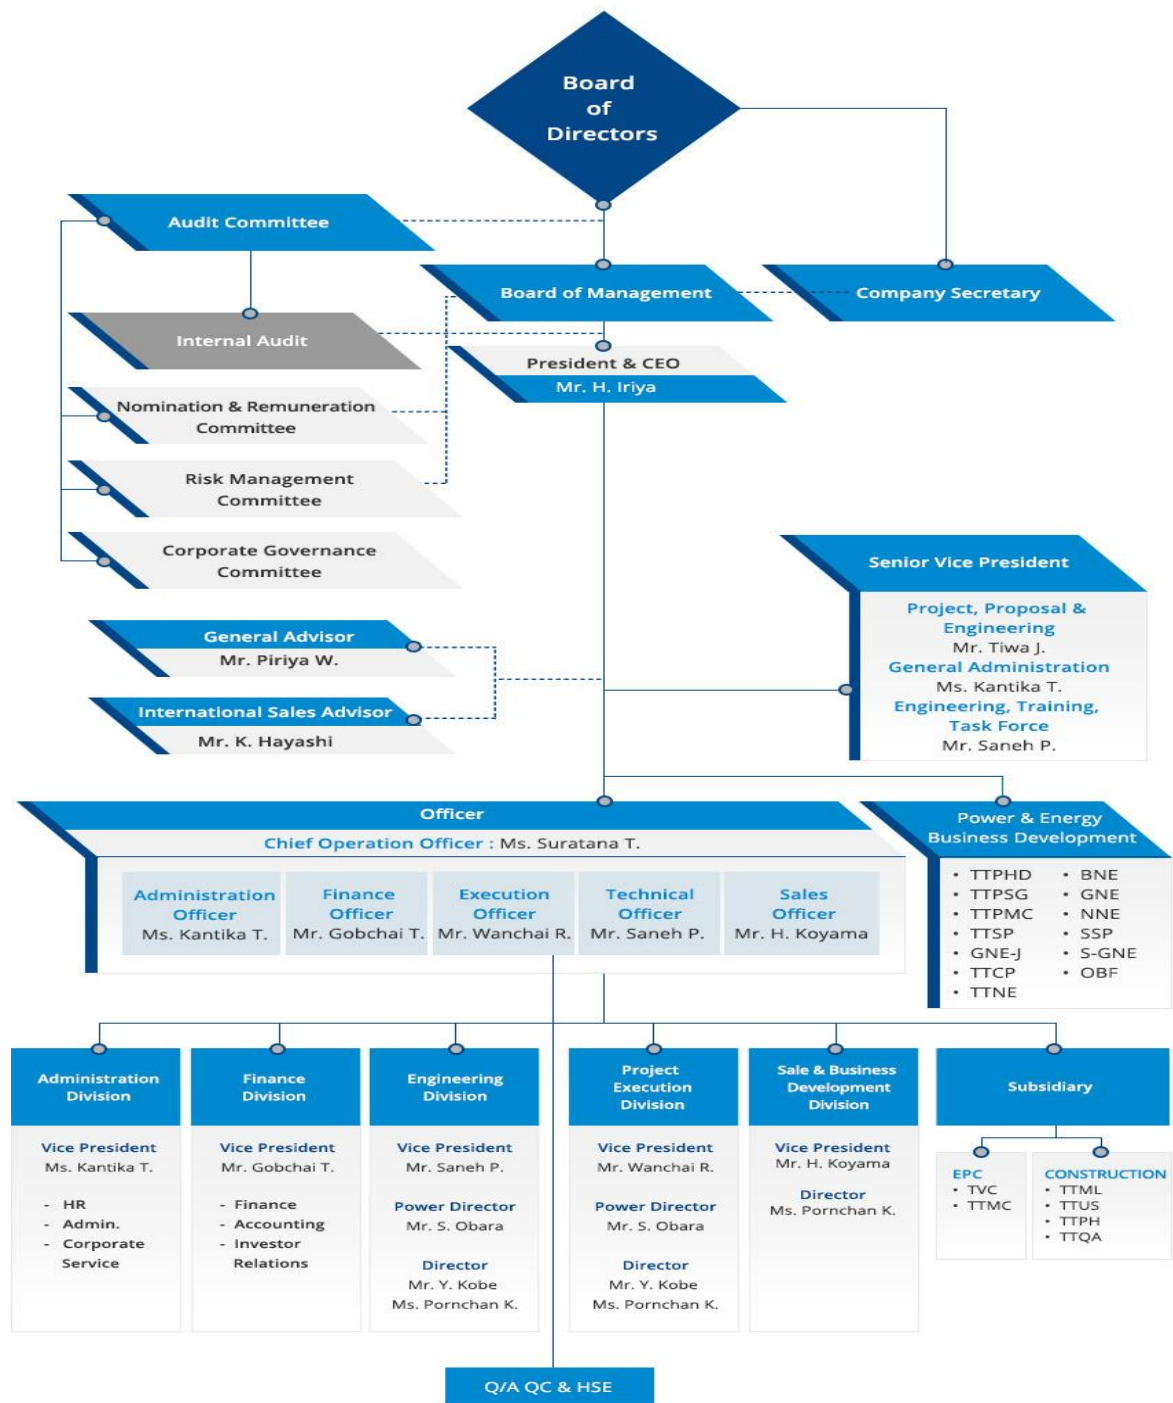 Board
of
Directors
Audit Committee
Board of Management
Company Secretary
Internal Audit
President & CEO
Mr. H. Iriya
Nomination & Remuneration
Committee
Risk Management
Committee
Corporate Governance
Committee
Senior Vice President
Project, Proposal &
Engineering
Mr. Tiwa J.
General Administration
Ms. Kantika T.
Engineering, Training,
Task Force
Mr. Saneh P.
General Advisor
Mr. Piriya W.
International Sales Advisor
Mr. K. Hayashi
Officer
Chief Operation Officer : Ms. Suratana T.
Administration
Officer
Ms. Kantika T.
Finance
Officer
Mr. Gobchai T.
Execution
Officer
Mr. Wanchai R.
Technical
Officer
Mr. Saneh P.
Sales
Officer
Mr. H. Koyama
Power & Energy
Business Development
• TTPHD
• TTPSG
• TTPMC
• TTSP
• GNE-J
• TTCP
• TTNE
• BNE
• GNE
• NNE
• SSP
• S-GNE
• OBF
Administration
Division
Vice President
Ms. Kantika T.
- HR
- Admin.
- Corporate
Service
Finance
Division
Vice President
Mr. Gobchai T.
- Finance
- Accounting
- Investor
Relations
Engineering
Division
Vice President
Mr. Saneh P.
Power Director
Mr. S. Obara
Director
Mr. Y. Kobe
Ms. Pornchan K.
Project
Execution
Division
Vice President
Mr. Wanchai R.
Power Director
Mr. S. Obara
Director
Mr. Y. Kobe
Ms. Pornchan K.
Sale & Business
Development
Division
Vice President
Mr. H. Koyama
Director
Ms. Pornchan K.
Subsidiary
EPC
• TVC
• TTMC
CONSTRUCTION
• TTML
• TTUS
• TTPH
• TTQA
Q/A QC & HSE